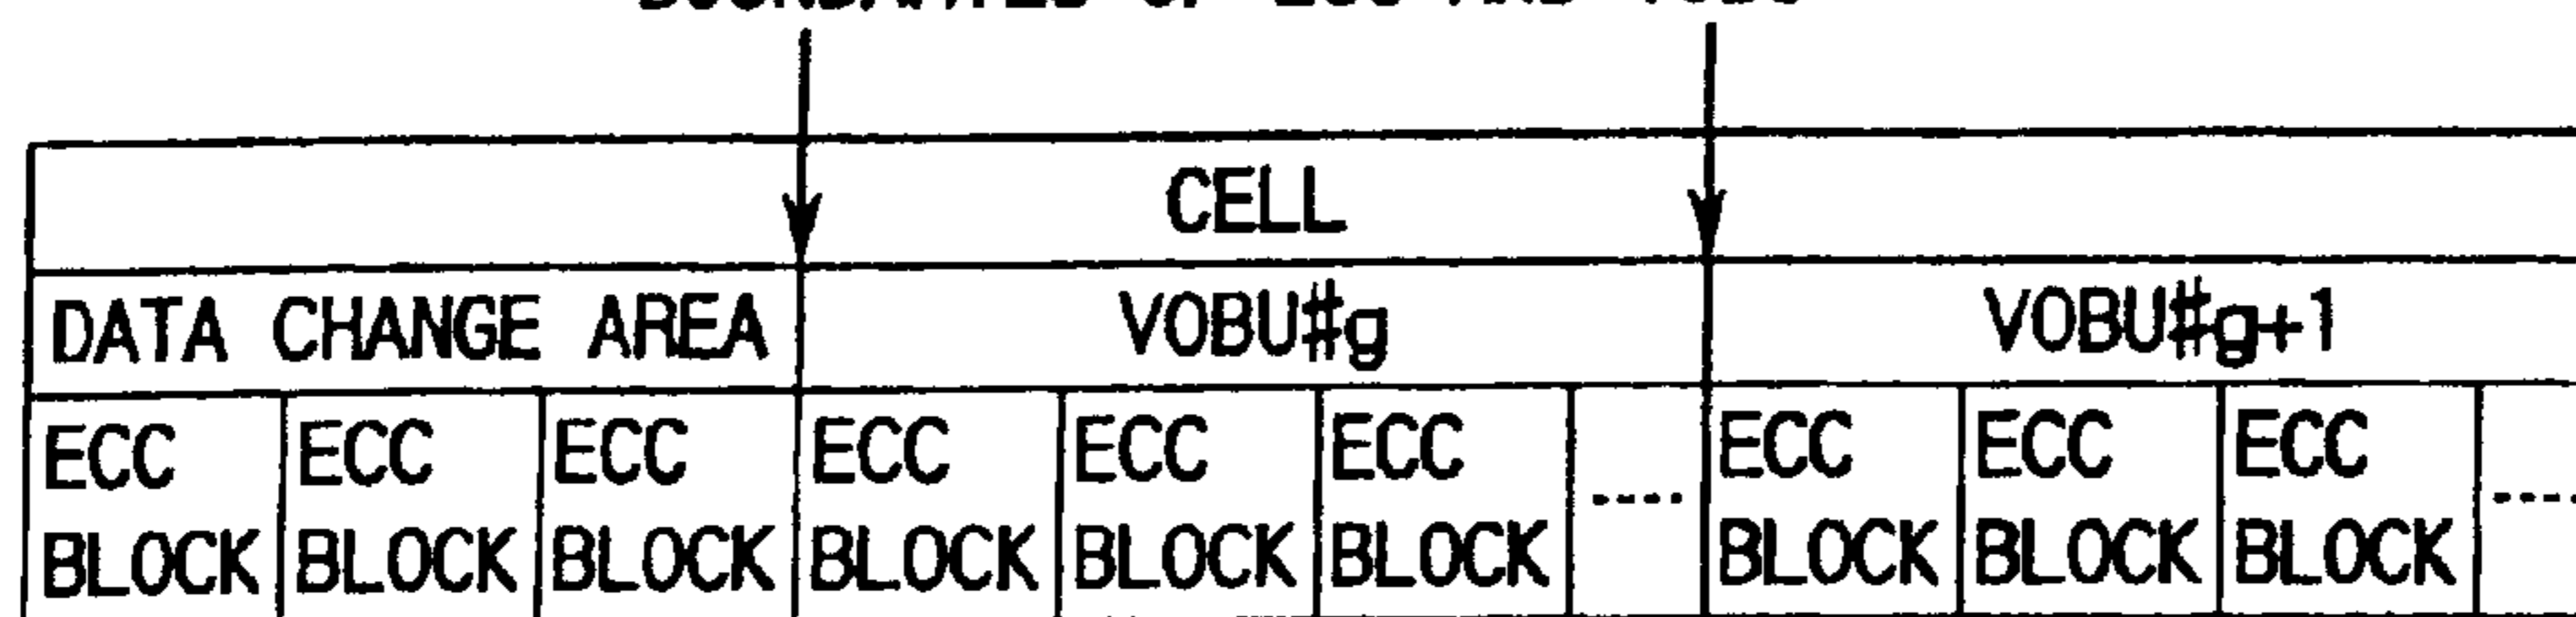 CELL
DATA CHANGE AREA VOBU#g VOBU#g+1
ECC ECC ECC ECC ECC ECC ECC ECC ECC
BLOCK BLOCK BLOCK BLOCK BLOCK BLOCK ---- BLOCK BLOCK BLOCK ----